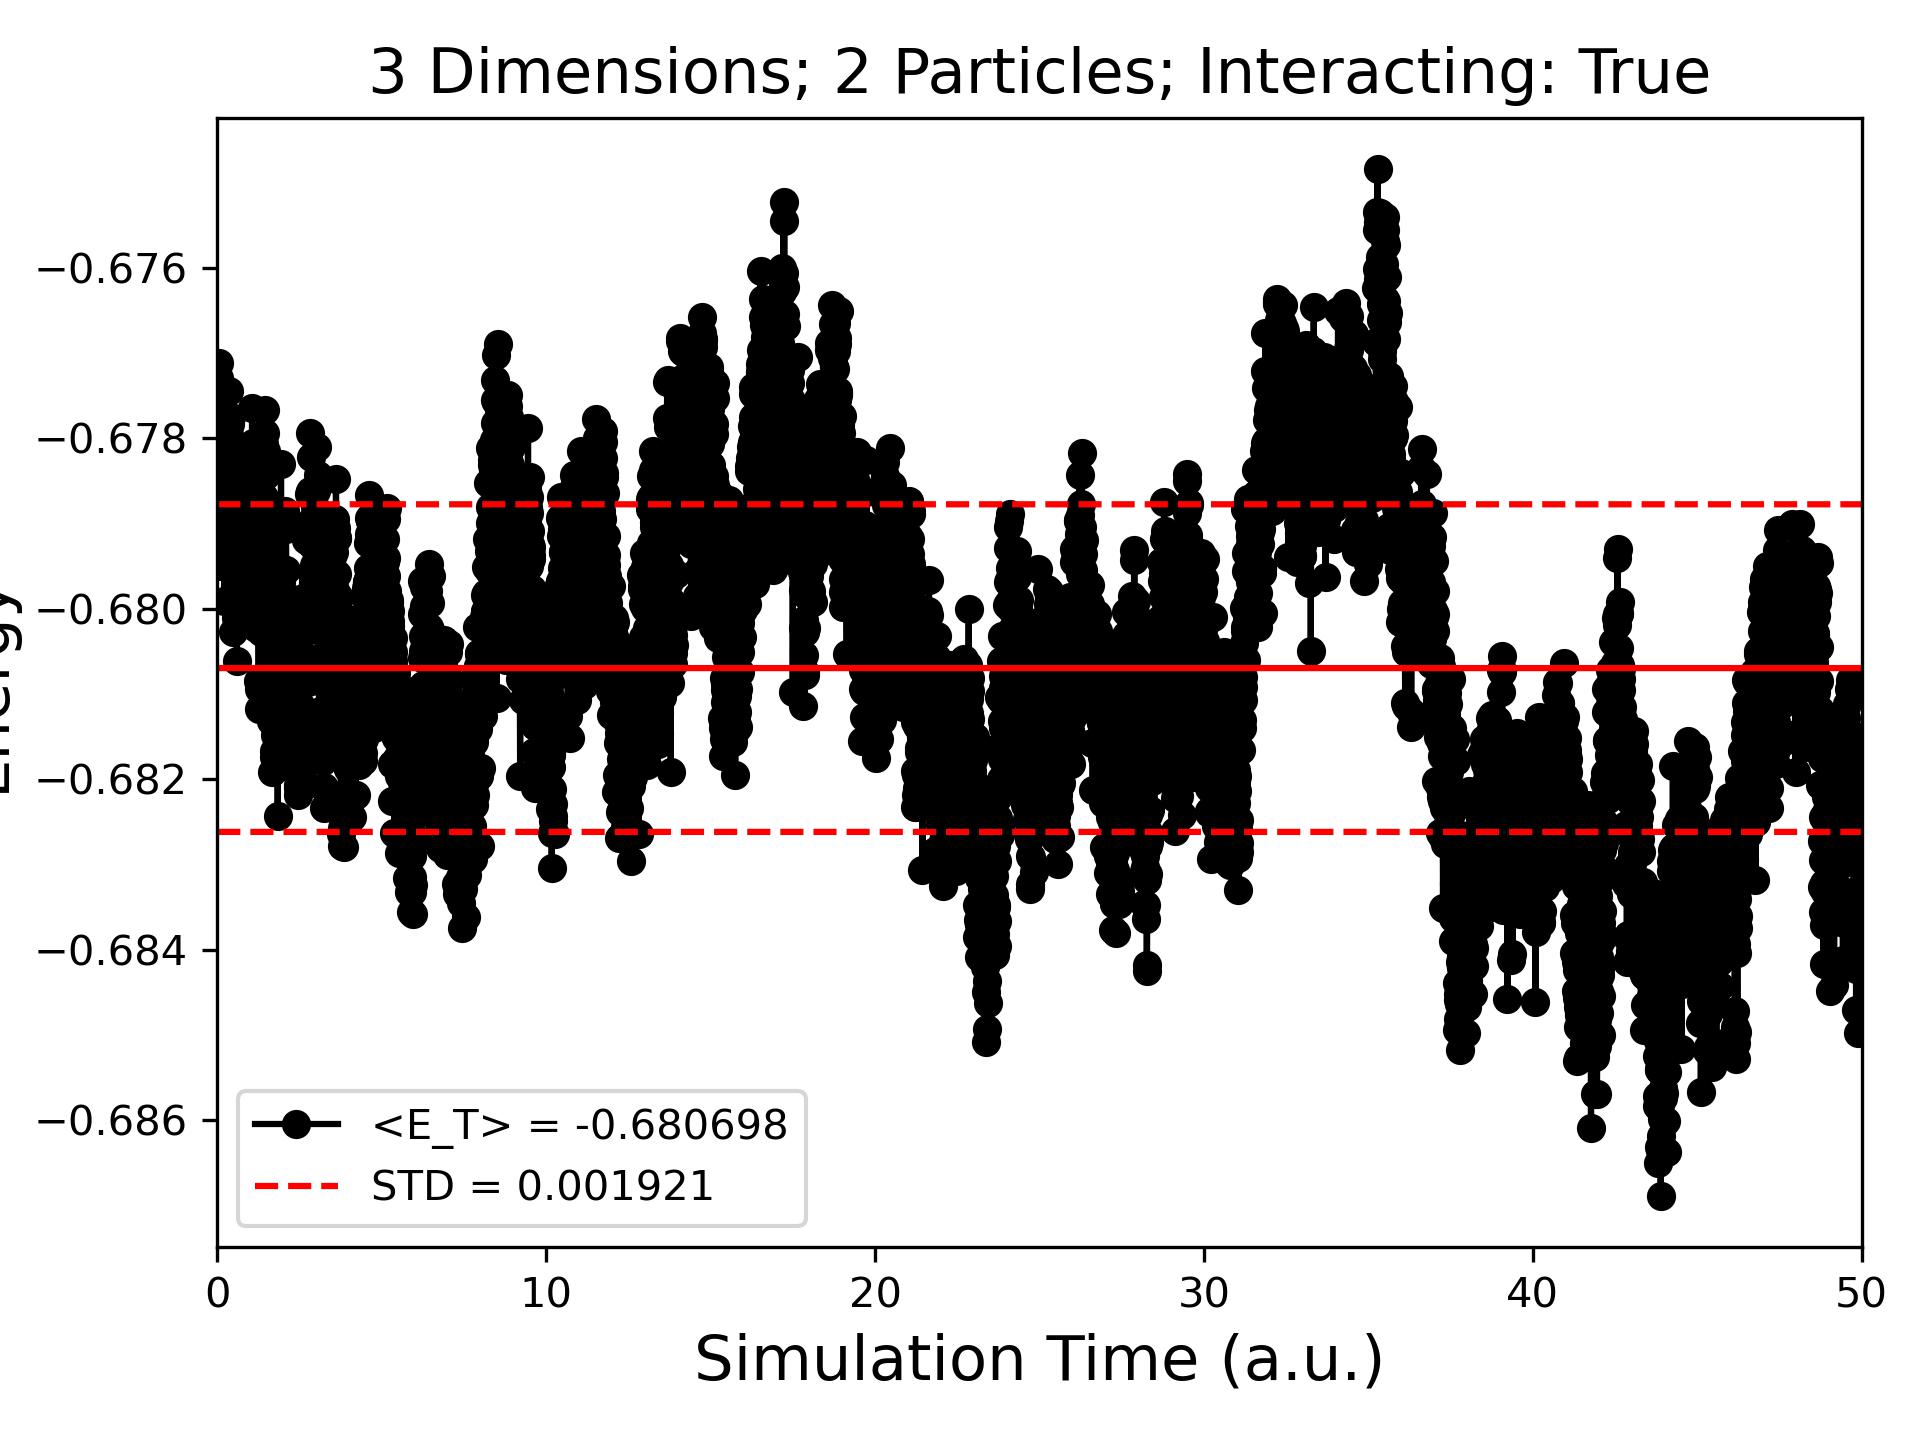 3 Dimensions; 2 Particles; Interacting: True
Energy
−0.676
−0.678
−0.680
−0.682
−0.684
−0.686
<E_T> = -0.680698
STD = 0.001921
0 10 20 30 40 50
Simulation Time (a.u.)